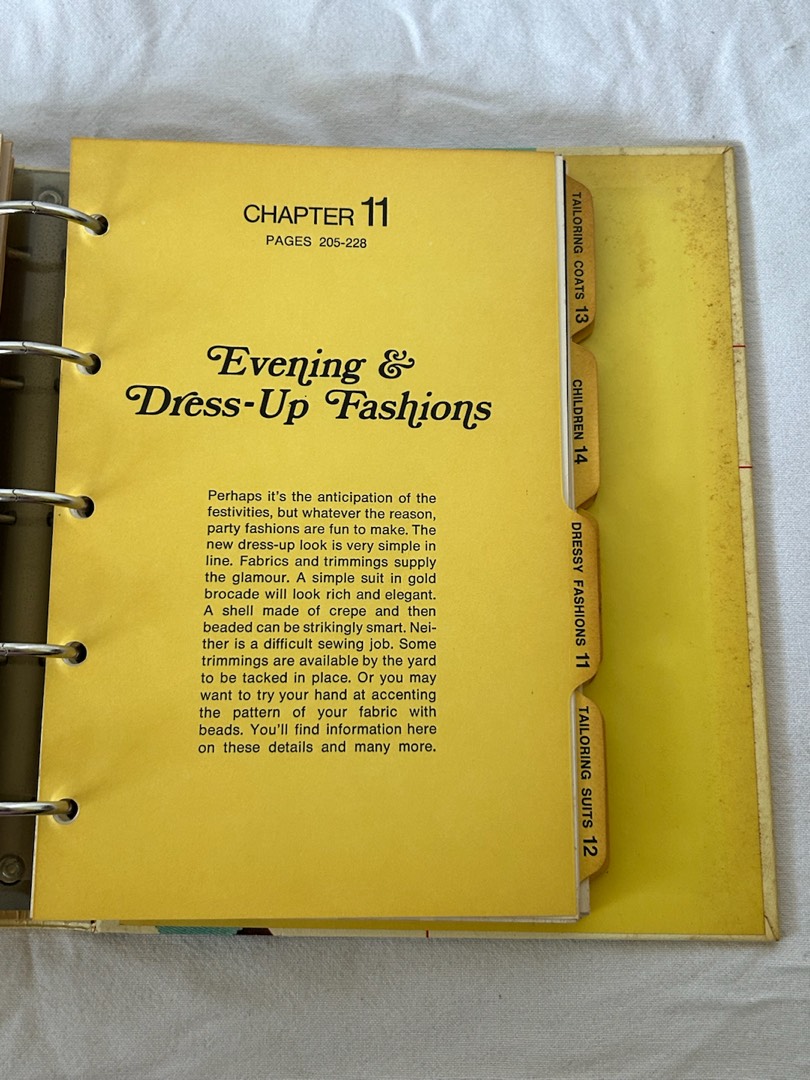 CHAPTER 11
PAGES 205-228
Evening &
Dress-Up Fashions
Perhaps it's the anticipation of the
festivities, but whatever the reason,
party fashions are fun to make. The
new dress-up look is very simple in
line. Fabrics and trimmings supply
the glamour. A simple suit in gold
brocade will look rich and elegant.
A shell made of crepe and then
beaded can be strikingly smart. Nei-
ther is a difficult sewing job. Some
trimmings are available by the yard
to be tacked in place. Or you may
want to try your hand at accenting
the pattern of your fabric with
beads. You'll find information here
on these details and many more.
TAILORING COATS 13
CHILDREN 14
DRESSY FASHIONS 11
TAILORING SUITS 12